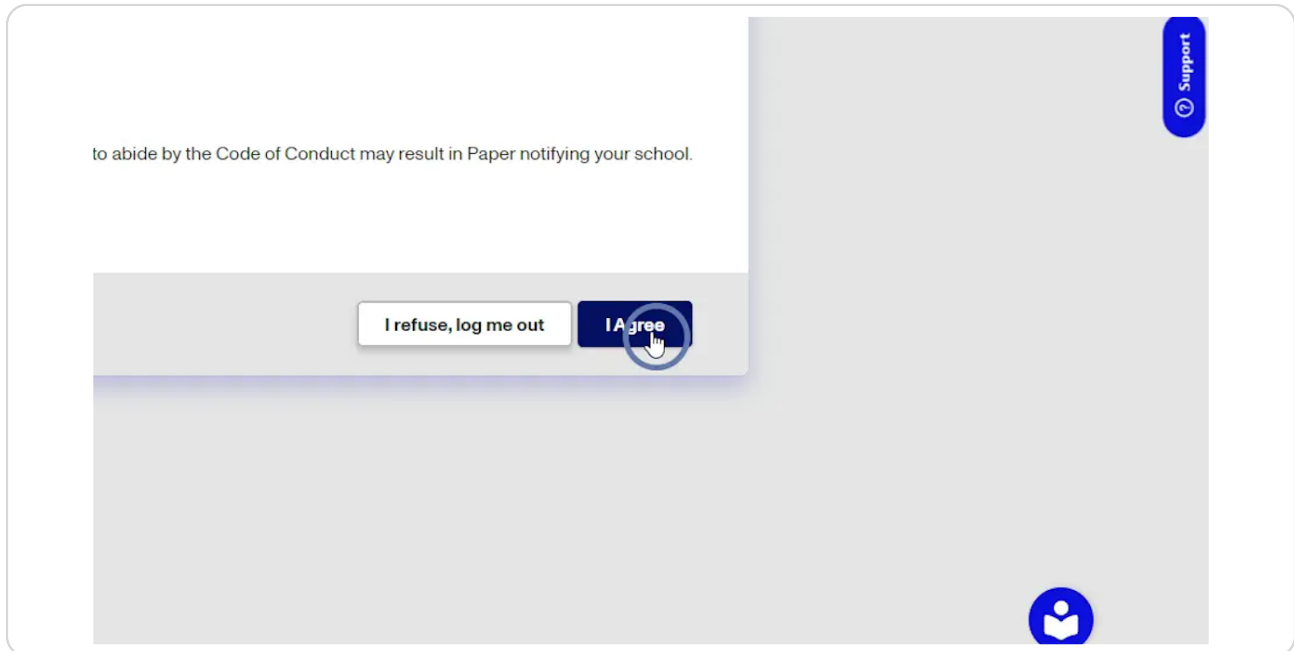 Support
to abide by the Code of Conduct may result in Paper notifying your school.
I refuse, log me out
I Agree